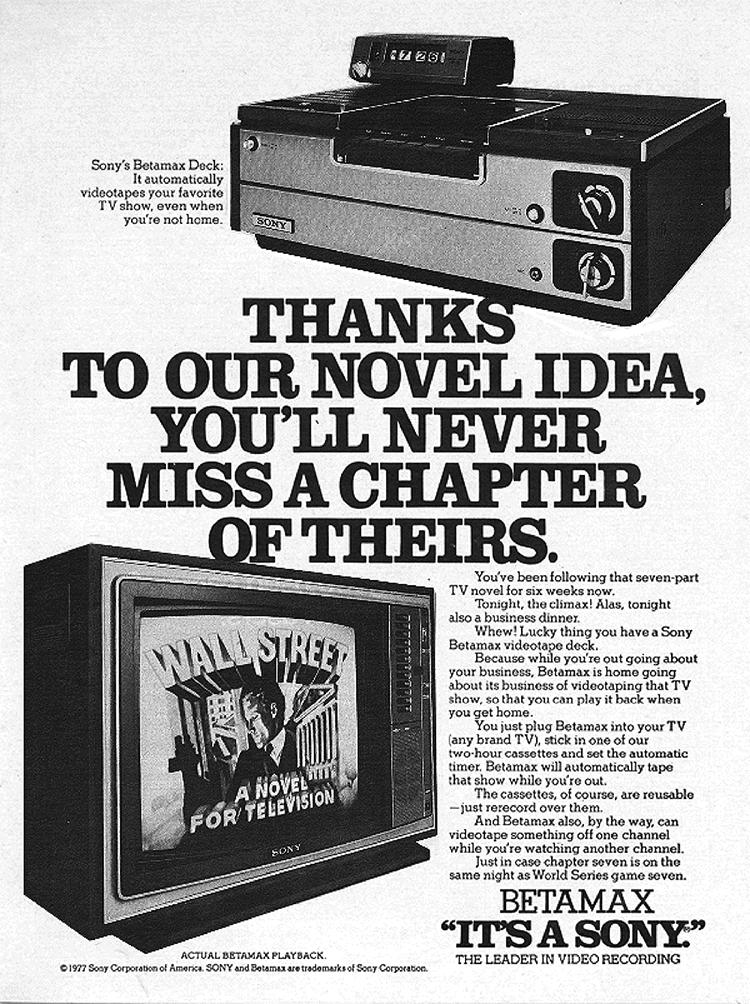 7 26
Sony's Betamax Deck:
It automatically
videotapes your favorite
TV show, even when
you're not home.
SONY
THANKS
TO OUR NOVEL IDEA,
YOU'LL NEVER
MISS A CHAPTER
OF THEIRS.
WALL STREET
A NOVEL
FOR TELEVISION
SONY
You've been following that seven-part
TV novel for six weeks now.
Tonight, the climax! Alas, tonight
also a business dinner.
Whew! Lucky thing you have a Sony
Betamax videotape deck.
Because while you're out going about
your business, Betamax is home going
about its business of videotaping that TV
show, so that you can play it back when
you get home.
You just plug Betamax into your TV
(any brand TV), stick in one of our
two-hour cassettes and set the automatic
timer. Betamax will automatically tape
that show while you're out.
The cassettes, of course, are reusable
—just rerecord over them.
And Betamax also, by the way, can
videotape something off one channel
while you're watching another channel.
Just in case chapter seven is on the
same night as World Series game seven.
BETAMAX
"IT'S A SONY."®
THE LEADER IN VIDEO RECORDING
ACTUAL BETAMAX PLAYBACK.
© 1977 Sony Corporation of America. SONY and Betamax are trademarks of Sony Corporation.